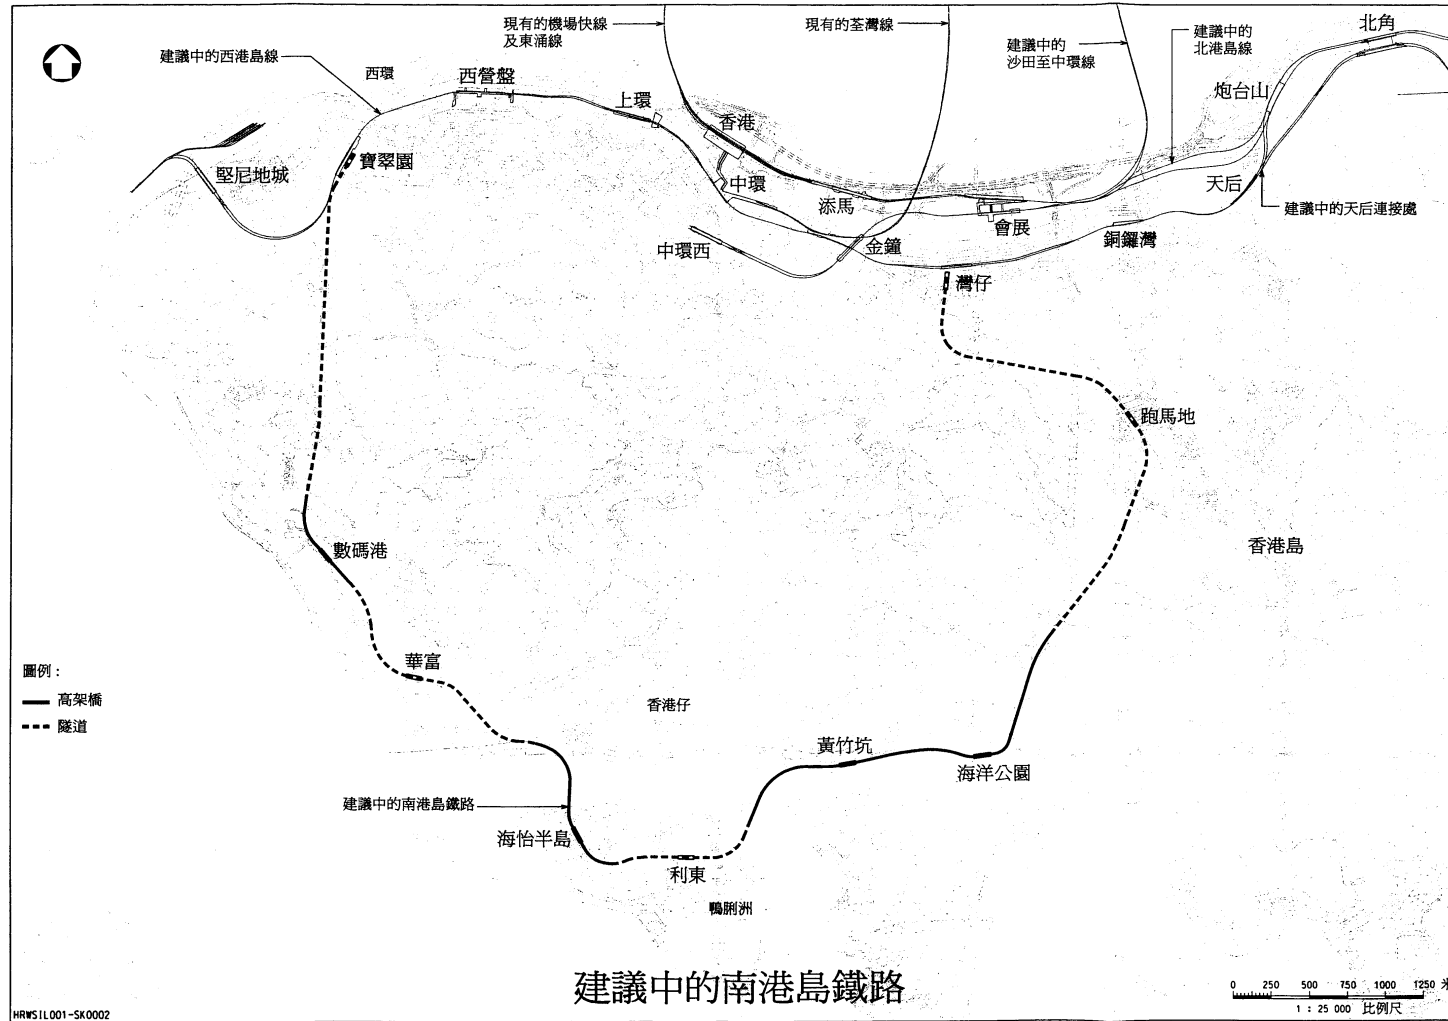 現有的機場快線
及東涌線
現有的荃灣線
建議中的
沙田至中環線
建議中的
北港島線
北角
建議中的西港島線
西環
西營盤
上環
香港
炮台山
寶翠園
堅尼地城
中環
添馬
會展
天后
建議中的天后連接處
中環西
金鐘
銅鑼灣
灣仔
跑馬地
數碼港
香港島
華富
圖例：
高架橋
隧道
香港仔
黃竹坑
海洋公園
建議中的南港島鐵路
海怡半島
利東
鴨脷洲
建議中的南港島鐵路
0 250 500 750 1000 1250 米
1 : 25 000 比例尺
HRWSIL001-SK0002